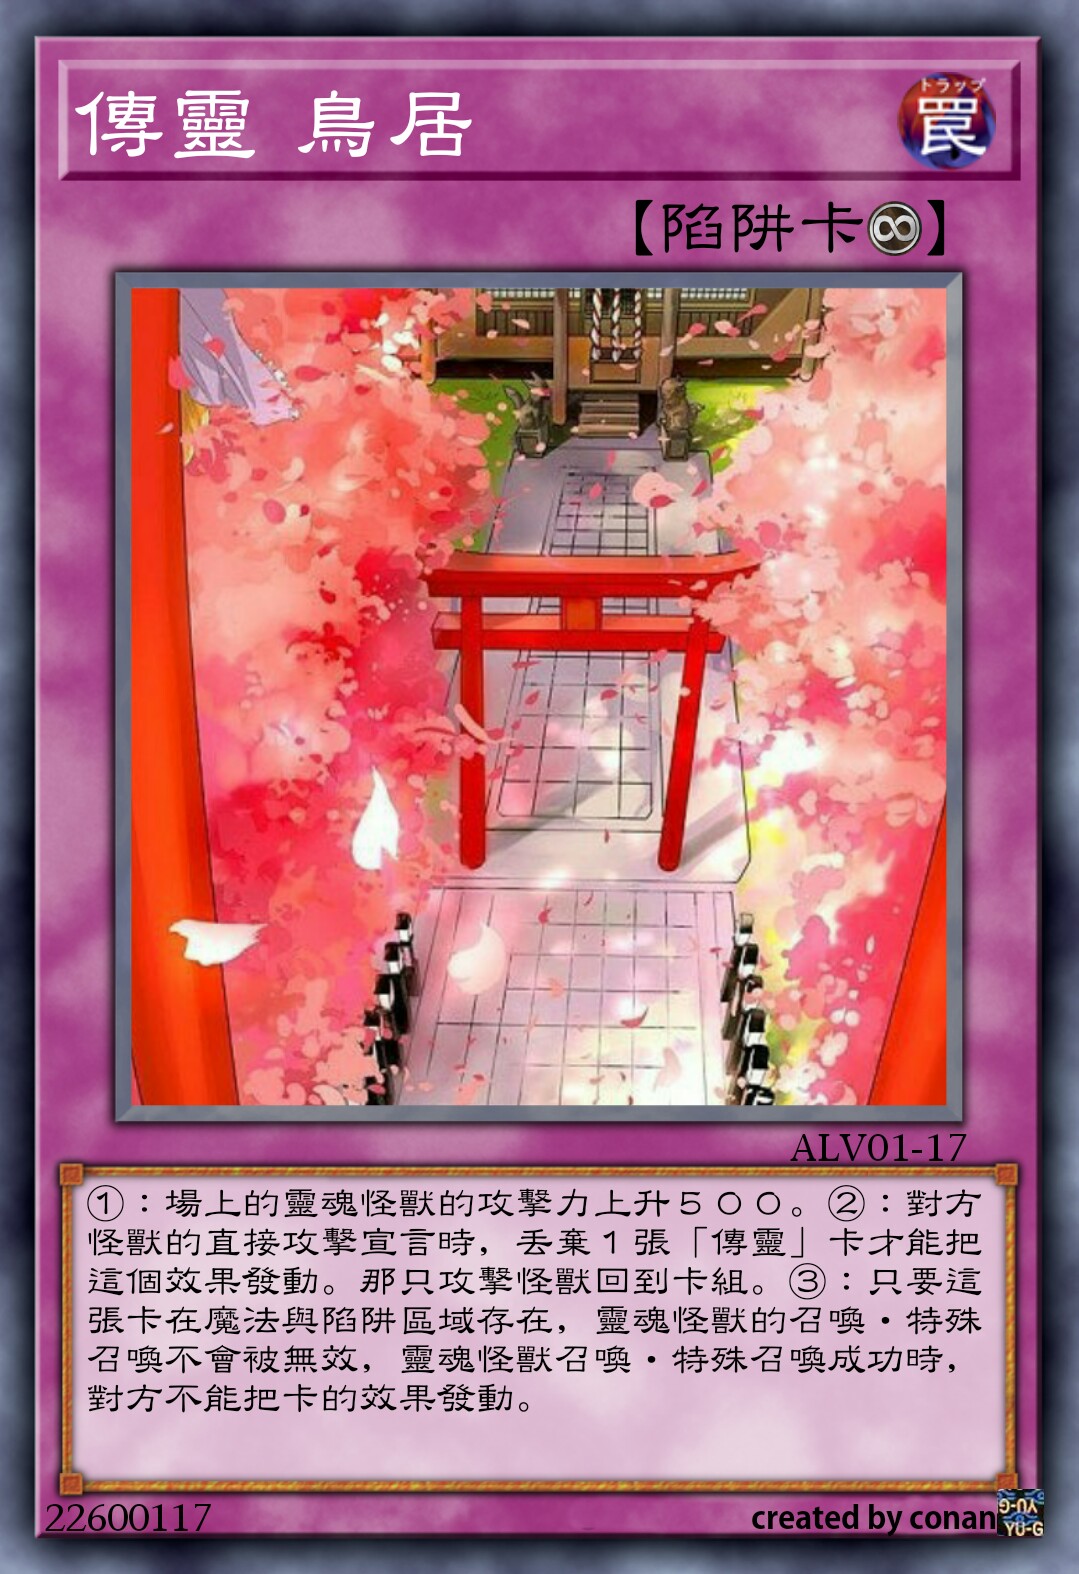 傳靈 鳥居
トラップ
罠
【陷阱卡♾】
ALV01-17
①：場上的靈魂怪獸的攻擊力上升５００。②：對方
怪獸的直接攻擊宣言時，丟棄１張「傳靈」卡才能把
這個效果發動。那只攻擊怪獸回到卡組。③：只要這
張卡在魔法與陷阱區域存在，靈魂怪獸的召喚・特殊
召喚不會被無效，靈魂怪獸召喚・特殊召喚成功時，
對方不能把卡的效果發動。
22600117
created by conan
YU-G
YU-G